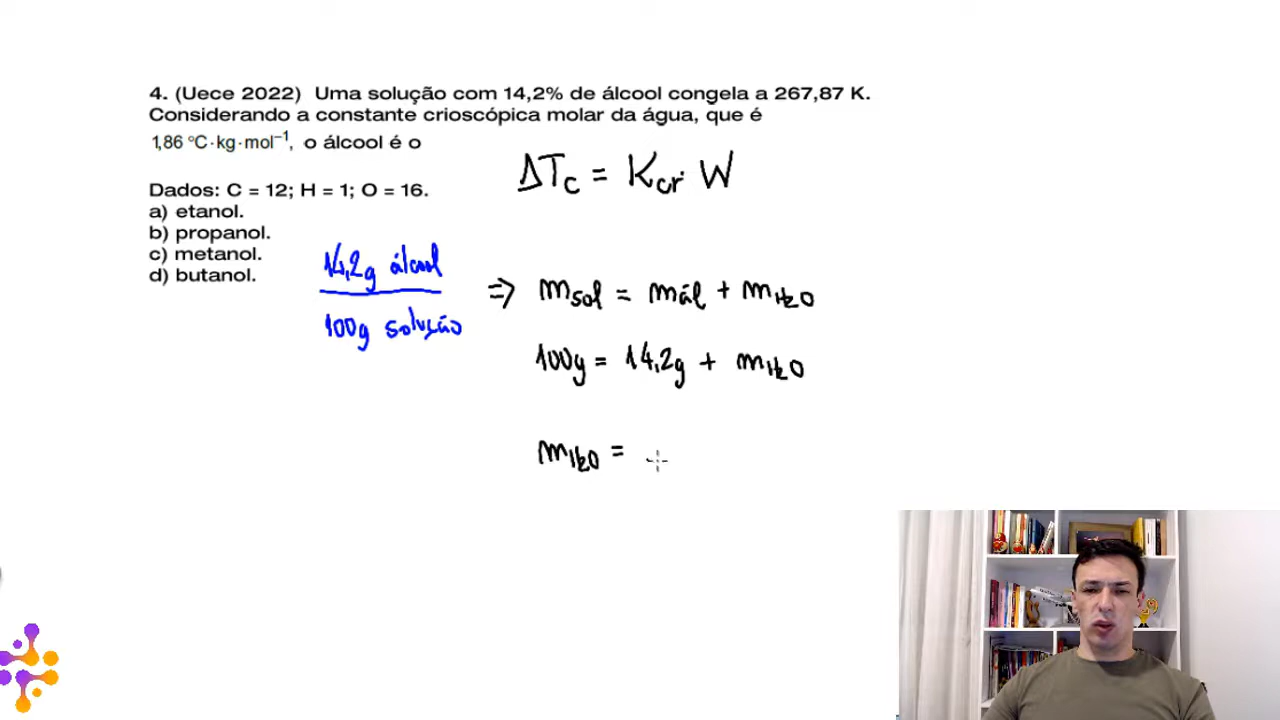 4. (Uece 2022) Uma solução com 14,2% de álcool congela a 267,87 K.
Considerando a constante crioscópica molar da água, que é
1,86 °C·kg·mol⁻¹, o álcool é o
Dados: C = 12; H = 1; O = 16.
a) etanol.
b) propanol.
c) metanol.
d) butanol.
ΔTc = Kcr · W
14,2g álcool
100g solução
⇒ msol = mál + mH2O
100g = 14,2g + mH2O
mH2O =